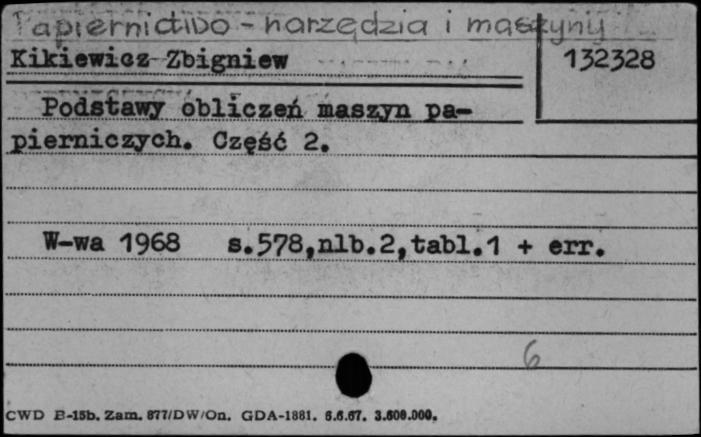 Papiernictwo - narzędzia i maszyny
Kikiewicz Zbigniew
132328
Podstawy obliczeń maszyn pa-
pierniczych. Część 2.
W-wa 1968 s.578,nlb.2,tabl.1 + err.
6
CWD B-15b. Zam. 877/DW/On. GDA-1881. 6.6.67. 3.600.000.